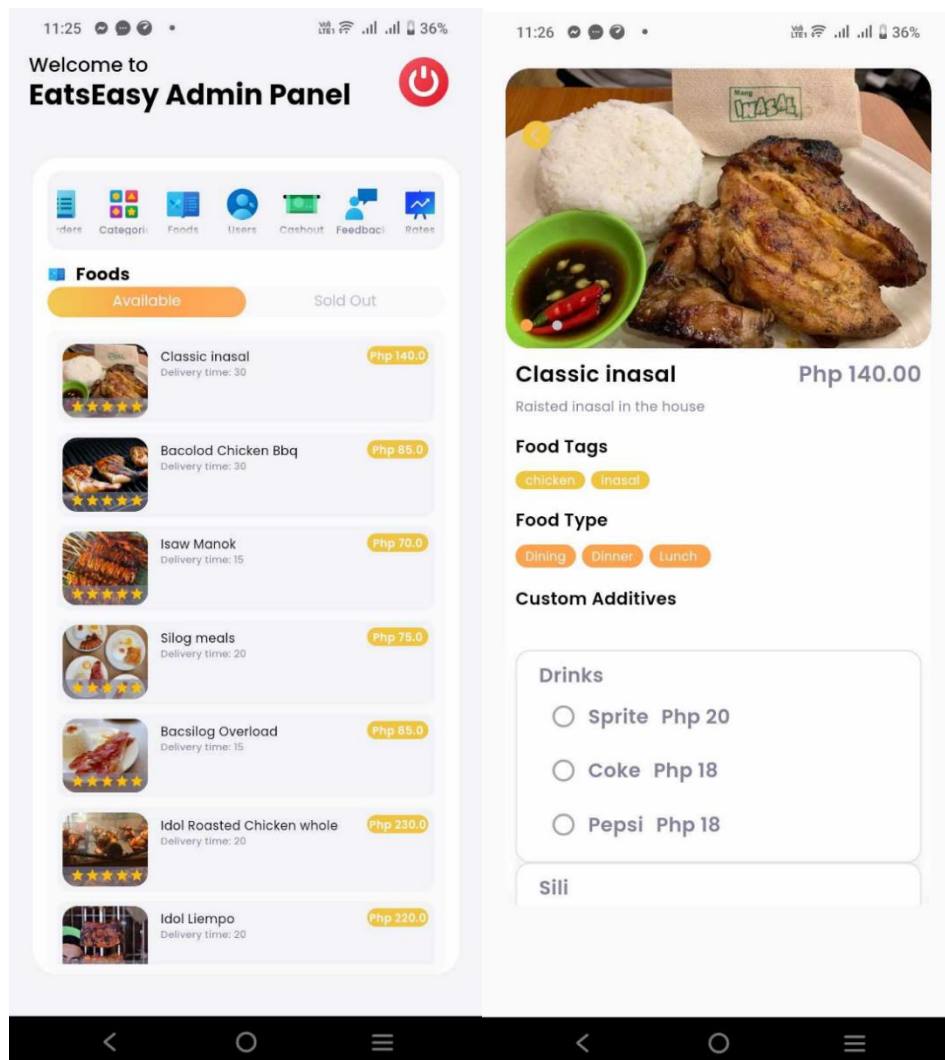 11:25
36%
Welcome to
EatsEasy Admin Panel
rders Categori Foods Users Cashout Feedbac Rates
Foods
Available Sold Out
Classic inasal Php 140.0
Delivery time: 30
Bacolod Chicken Bbq Php 85.0
Delivery time: 30
Isaw Manok Php 70.0
Delivery time: 15
Silog meals Php 75.0
Delivery time: 20
Bacsilog Overload Php 85.0
Delivery time: 15
Idol Roasted Chicken whole Php 230.0
Delivery time: 20
Idol Liempo Php 220.0
Delivery time: 20
11:26
36%
Mang
INASAL
Classic inasal Php 140.00
Raisted inasal in the house
Food Tags
chicken Inasal
Food Type
Dining Dinner Lunch
Custom Additives
Drinks
Sprite Php 20
Coke Php 18
Pepsi Php 18
Sili